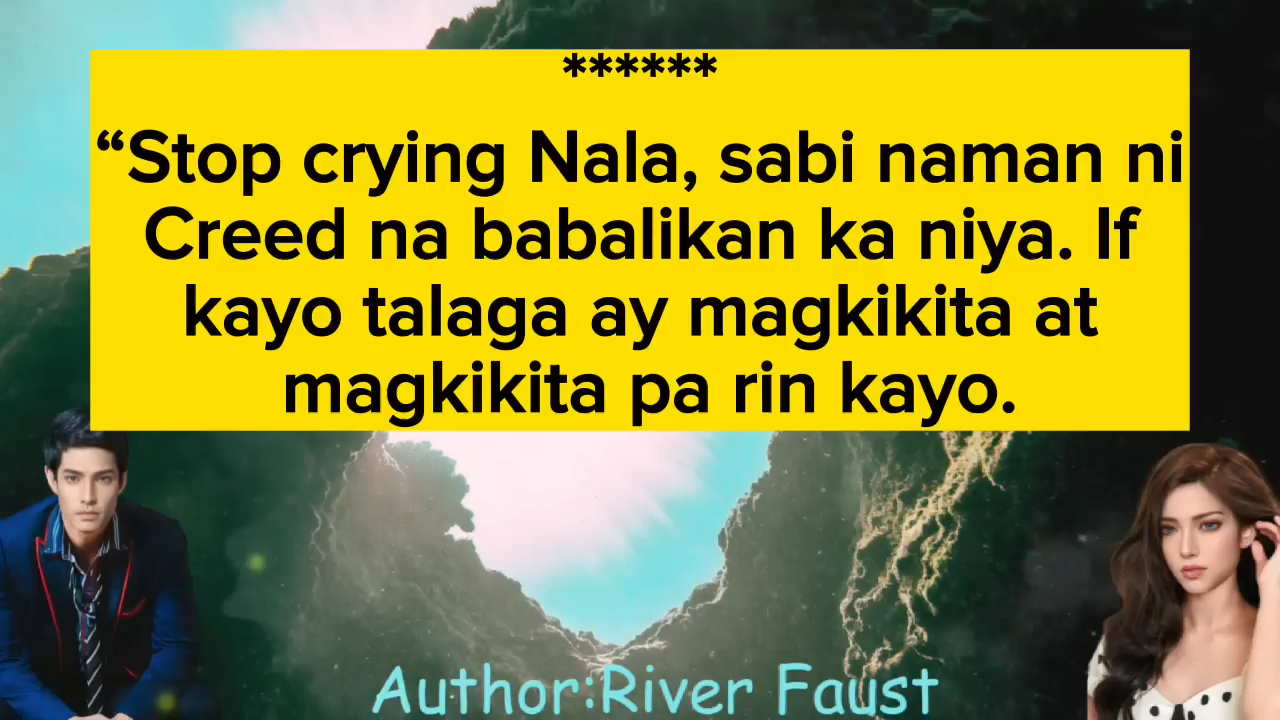 ******
“Stop crying Nala, sabi naman ni
Creed na babalikan ka niya. If
kayo talaga ay magkikita at
magkikita pa rin kayo.
Author:River Faust